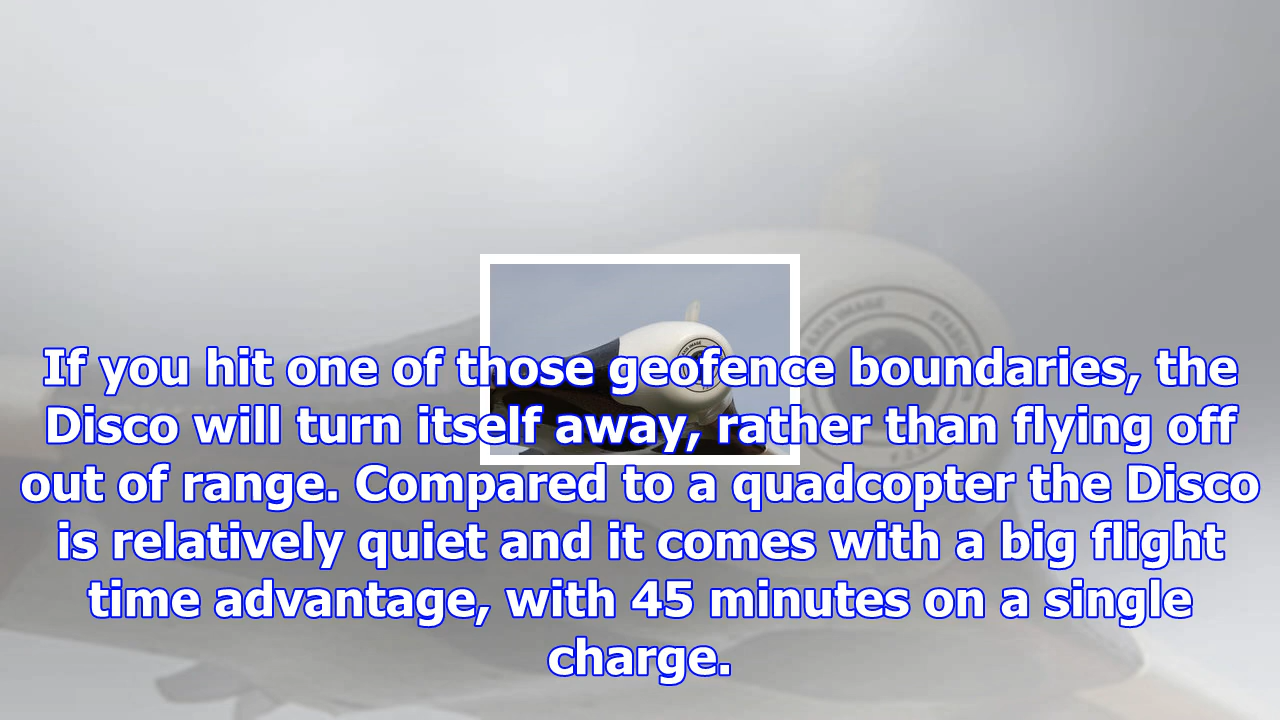 If you hit one of those geofence boundaries, the
Disco will turn itself away, rather than flying off
out of range. Compared to a quadcopter the Disco
is relatively quiet and it comes with a big flight
time advantage, with 45 minutes on a single
charge.
AXIS IMAGE